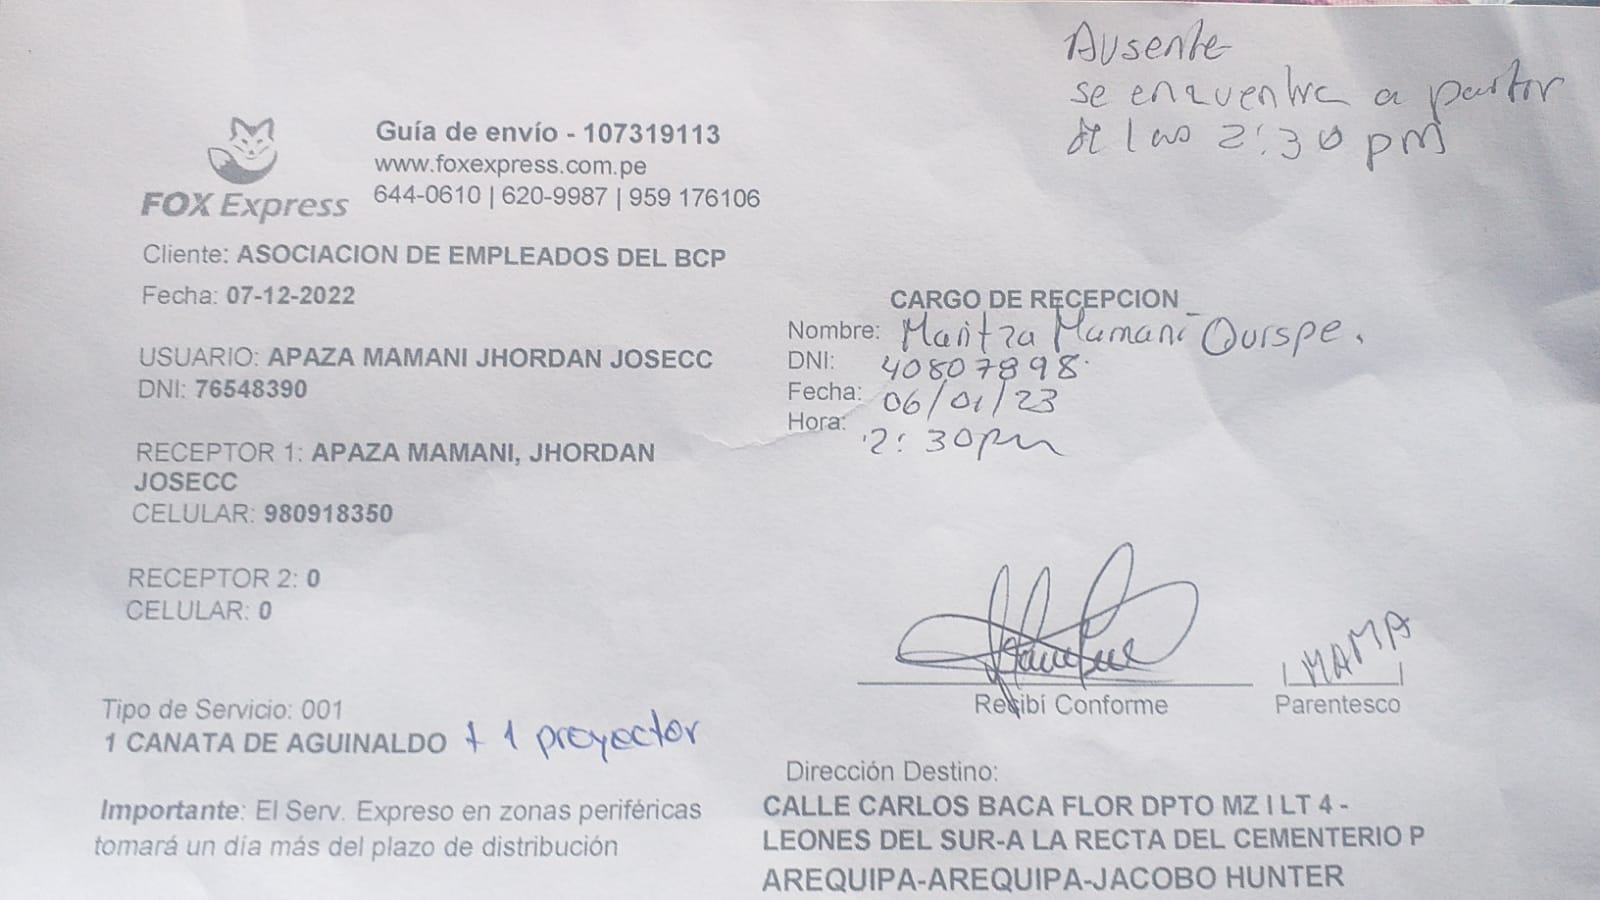 Ausente
se encuentra a partir
de las 2:30 pm
FOX Express
Guía de envío - 107319113
www.foxexpress.com.pe
644-0610 | 620-9987 | 959 176106
Cliente: ASOCIACION DE EMPLEADOS DEL BCP
Fecha: 07-12-2022
USUARIO: APAZA MAMANI JHORDAN JOSECC
DNI: 76548390
RECEPTOR 1: APAZA MAMANI, JHORDAN
JOSECC
CELULAR: 980918350
RECEPTOR 2: 0
CELULAR: 0
Tipo de Servicio: 001
1 CANATA DE AGUINALDO + 1 proyector
Importante: El Serv. Expreso en zonas periféricas
tomará un día más del plazo de distribución
CARGO DE RECEPCION
Nombre: Maritza Mamani Quispe.
DNI: 40807898
Fecha: 06/01/23
Hora: 2:30pm
Recibí Conforme
MAMA
Parentesco
Dirección Destino:
CALLE CARLOS BACA FLOR DPTO MZ I LT 4 -
LEONES DEL SUR-A LA RECTA DEL CEMENTERIO P
AREQUIPA-AREQUIPA-JACOBO HUNTER